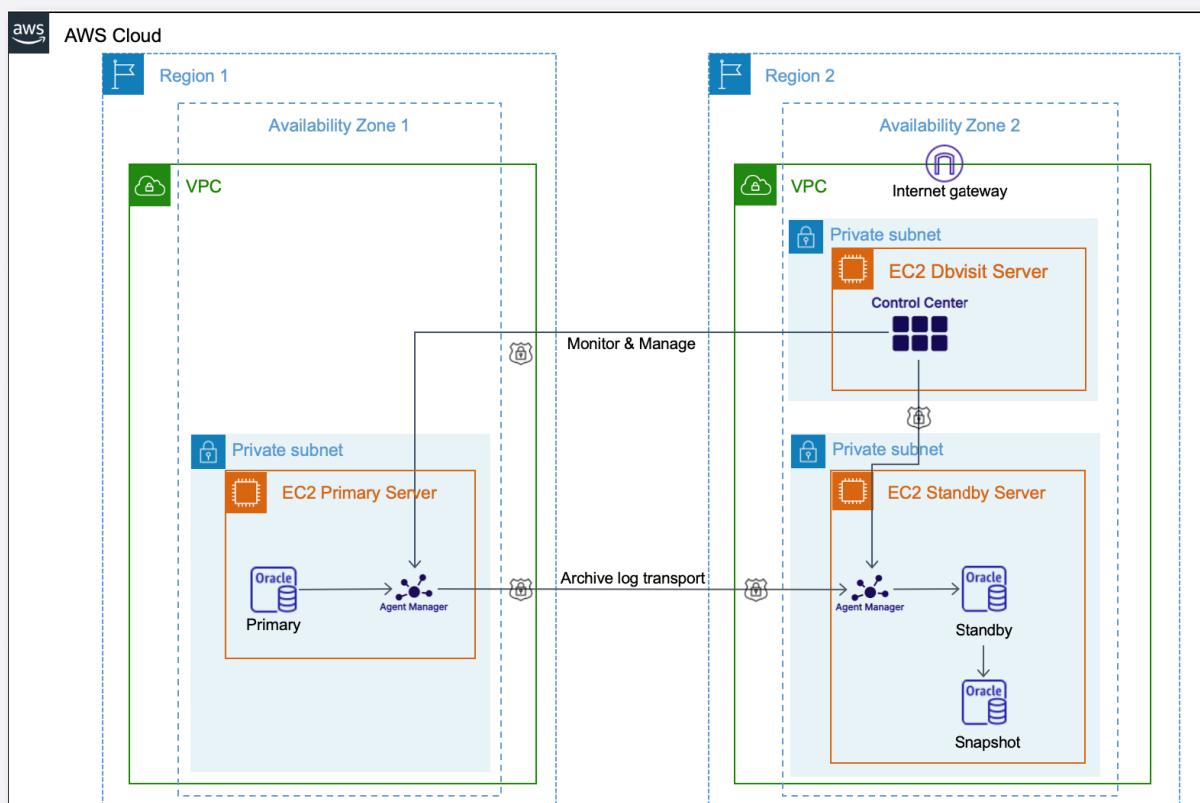 aws
AWS Cloud
Region 1
Region 2
Availability Zone 1
Availability Zone 2
VPC
VPC
Internet gateway
Private subnet
EC2 Dbvisit Server
Control Center
Monitor & Manage
Private subnet
Private subnet
EC2 Primary Server
EC2 Standby Server
Oracle
Primary
Agent Manager
Archive log transport
Agent Manager
Oracle
Standby
Oracle
Snapshot